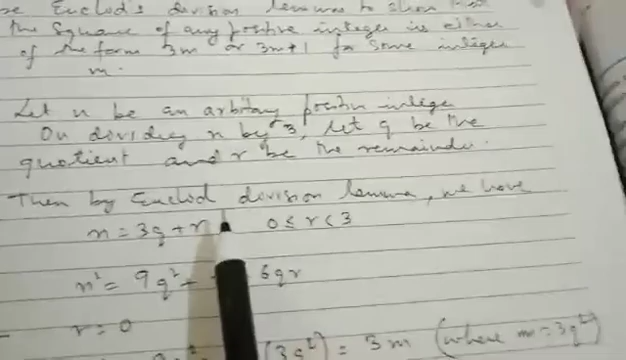 use Euclid's division lemma to show that
the square of any positive integer is either
of the form 3m or 3m+1 for some integer
m.
Let n be an arbitary positive integer
On dividing n by 3, let q be the
quotient and r be the remainder.
Then by Euclid division lemma, we have
n = 3q + r 0 ≤ r < 3
n² = 9q² + 6qr
r = 0
(3q²) = 3m (where m = 3q²)